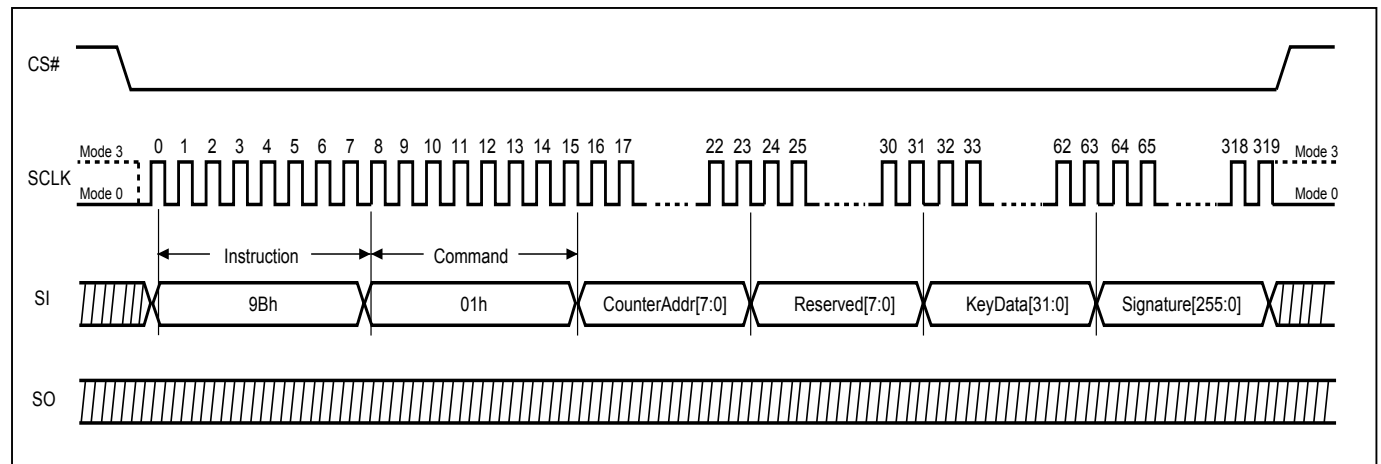 CS#
0 1 2 3 4 5 6 7 8 9 10 11 12 13 14 15 16 17 22 23 24 25 30 31 32 33 62 63 64 65 318 319
Mode 3 Mode 3
SCLK
Mode 0 Mode 0
Instruction Command
SI 9Bh 01h CounterAddr[7:0] Reserved[7:0] KeyData[31:0] Signature[255:0]
SO